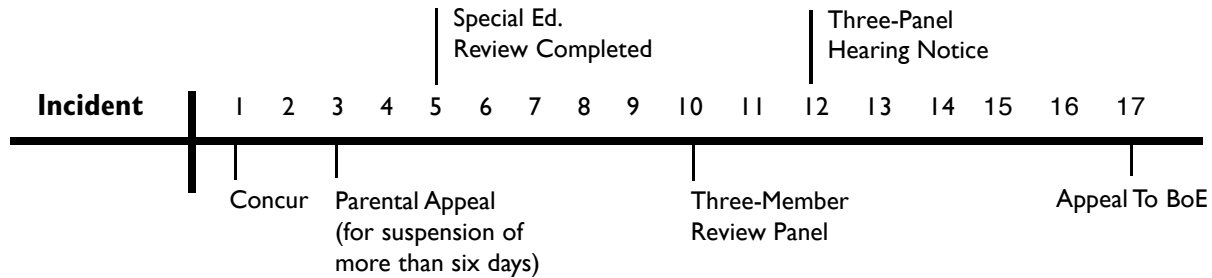 Special Ed.
Review Completed
Three-Panel
Hearing Notice
Incident 1 2 3 4 5 6 7 8 9 10 11 12 13 14 15 16 17
Concur
Parental Appeal
(for suspension of
more than six days)
Three-Member
Review Panel
Appeal To BoE